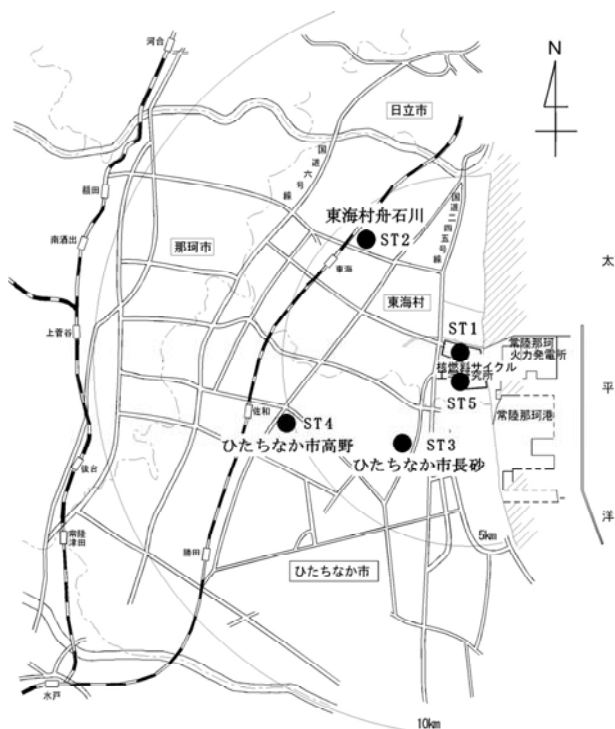 N
河合
日立市
国道六号線
額田
東海村舟石川
ST2
国道二四五号線
南酒出
那珂市
東海
東海村
太平洋
上菅谷
ST1
常陸那珂
火力発電所
核燃料サイクル
工学研究所
ST5
常陸那珂港
佐和
ST4
ひたちなか市高野
ST3
ひたちなか市長砂
後台
常陸
津田
勝田
ひたちなか市
5km
水戸
10km